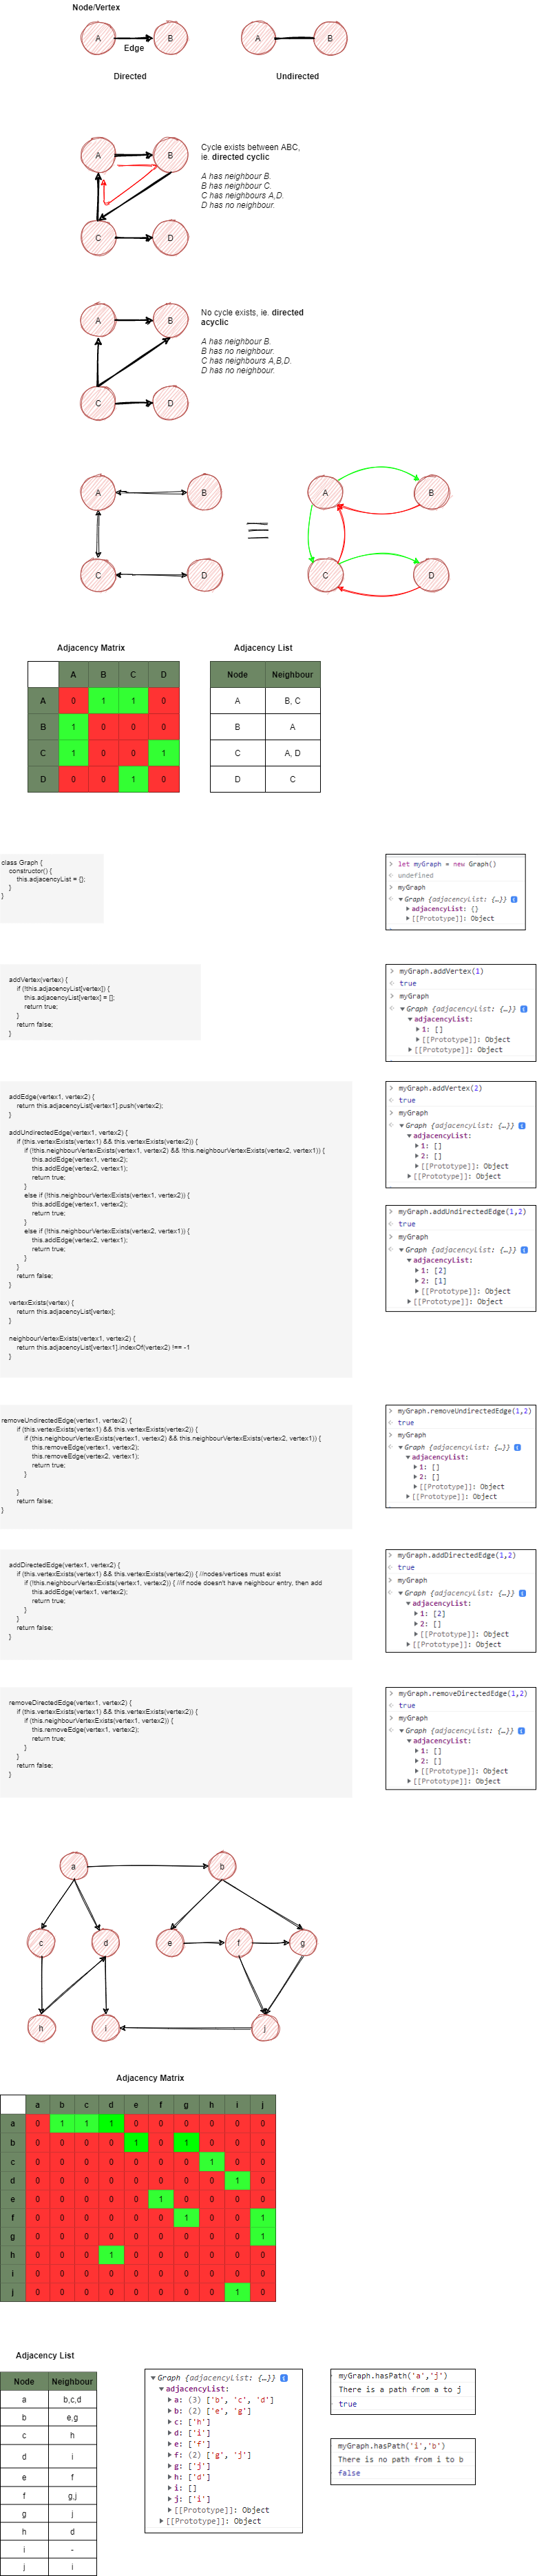 Node/Vertex
A
B
Edge
Directed
A
B
Undirected
A
B
C
D
Cycle exists between ABC,
ie. directed cyclic
A has neighbour B.
B has neighbour C.
C has neighbours A,D.
D has no neighbour.
A
B
C
D
No cycle exists, ie. directed
acyclic
A has neighbour B.
B has no neighbour.
C has neighbours A,B,D.
D has no neighbour.
A
B
C
D
A
B
C
D
Adjacency Matrix
A B C D
A 0 1 1 0
B 1 0 0 0
C 1 0 0 1
D 0 0 1 0
Adjacency List
Node Neighbour
A B, C
B A
C A, D
D C
class Graph {
constructor() {
this.adjacencyList = {};
}
}
> let myGraph = new Graph()
undefined
> myGraph
Graph {adjacencyList: {…}} i
adjacencyList: {}
[[Prototype]]: Object
addVertex(vertex) {
if (!this.adjacencyList[vertex]) {
this.adjacencyList[vertex] = [];
return true;
}
return false;
}
> myGraph.addVertex(1)
true
> myGraph
Graph {adjacencyList: {…}} i
adjacencyList:
1: []
[[Prototype]]: Object
[[Prototype]]: Object
addEdge(vertex1, vertex2) {
return this.adjacencyList[vertex1].push(vertex2);
}
addUndirectedEdge(vertex1, vertex2) {
if (this.vertexExists(vertex1) && this.vertexExists(vertex2)) {
if (!this.neighbourVertexExists(vertex1, vertex2) && !this.neighbourVertexExists(vertex2, vertex1)) {
this.addEdge(vertex1, vertex2);
this.addEdge(vertex2, vertex1);
return true;
}
else if (!this.neighbourVertexExists(vertex1, vertex2)) {
this.addEdge(vertex1, vertex2);
return true;
}
else if (!this.neighbourVertexExists(vertex2, vertex1)) {
this.addEdge(vertex2, vertex1);
return true;
}
}
return false;
}
vertexExists(vertex) {
return this.adjacencyList[vertex];
}
neighbourVertexExists(vertex1, vertex2) {
return this.adjacencyList[vertex1].indexOf(vertex2) !== -1
}
> myGraph.addVertex(2)
true
> myGraph
Graph {adjacencyList: {…}} i
adjacencyList:
1: []
2: []
[[Prototype]]: Object
[[Prototype]]: Object
> myGraph.addUndirectedEdge(1,2)
true
> myGraph
Graph {adjacencyList: {…}} i
adjacencyList:
1: [2]
2: [1]
[[Prototype]]: Object
[[Prototype]]: Object
removeUndirectedEdge(vertex1, vertex2) {
if (this.vertexExists(vertex1) && this.vertexExists(vertex2)) {
if (this.neighbourVertexExists(vertex1, vertex2) && this.neighbourVertexExists(vertex2, vertex1)) {
this.removeEdge(vertex1, vertex2);
this.removeEdge(vertex2, vertex1);
return true;
}
}
return false;
}
> myGraph.removeUndirectedEdge(1,2)
true
> myGraph
Graph {adjacencyList: {…}} i
adjacencyList:
1: []
2: []
[[Prototype]]: Object
[[Prototype]]: Object
addDirectedEdge(vertex1, vertex2) {
if (this.vertexExists(vertex1) && this.vertexExists(vertex2)) { //nodes/vertices must exist
if (!this.neighbourVertexExists(vertex1, vertex2)) { //if node doesn't have neighbour entry, then add
this.addEdge(vertex1, vertex2);
return true;
}
}
return false;
}
> myGraph.addDirectedEdge(1,2)
true
> myGraph
Graph {adjacencyList: {…}} i
adjacencyList:
1: [2]
2: []
[[Prototype]]: Object
[[Prototype]]: Object
removeDirectedEdge(vertex1, vertex2) {
if (this.vertexExists(vertex1) && this.vertexExists(vertex2)) {
if (this.neighbourVertexExists(vertex1, vertex2)) {
this.removeEdge(vertex1, vertex2);
return true;
}
}
return false;
}
> myGraph.removeDirectedEdge(1,2)
true
> myGraph
Graph {adjacencyList: {…}} i
adjacencyList:
1: []
2: []
[[Prototype]]: Object
[[Prototype]]: Object
a
b
c
d
e
f
g
h
i
j
Adjacency Matrix
a b c d e f g h i j
a 0 1 1 1 0 0 0 0 0 0
b 0 0 0 0 1 0 1 0 0 0
c 0 0 0 0 0 0 0 1 0 0
d 0 0 0 0 0 0 0 0 1 0
e 0 0 0 0 0 1 0 0 0 0
f 0 0 0 0 0 0 1 0 0 1
g 0 0 0 0 0 0 0 0 0 1
h 0 0 0 1 0 0 0 0 0 0
i 0 0 0 0 0 0 0 0 0 0
j 0 0 0 0 0 0 0 0 1 0
Adjacency List
Node Neighbour
a b,c,d
b e,g
c h
d i
e f
f g,j
g j
h d
i -
j i
Graph {adjacencyList: {…}} i
adjacencyList:
a: (3) ['b', 'c', 'd']
b: (2) ['e', 'g']
c: ['h']
d: ['i']
e: ['f']
f: (2) ['g', 'j']
g: ['j']
h: ['d']
i: []
j: ['i']
[[Prototype]]: Object
[[Prototype]]: Object
myGraph.hasPath('a','j')
There is a path from a to j
true
myGraph.hasPath('i','b')
There is no path from i to b
false